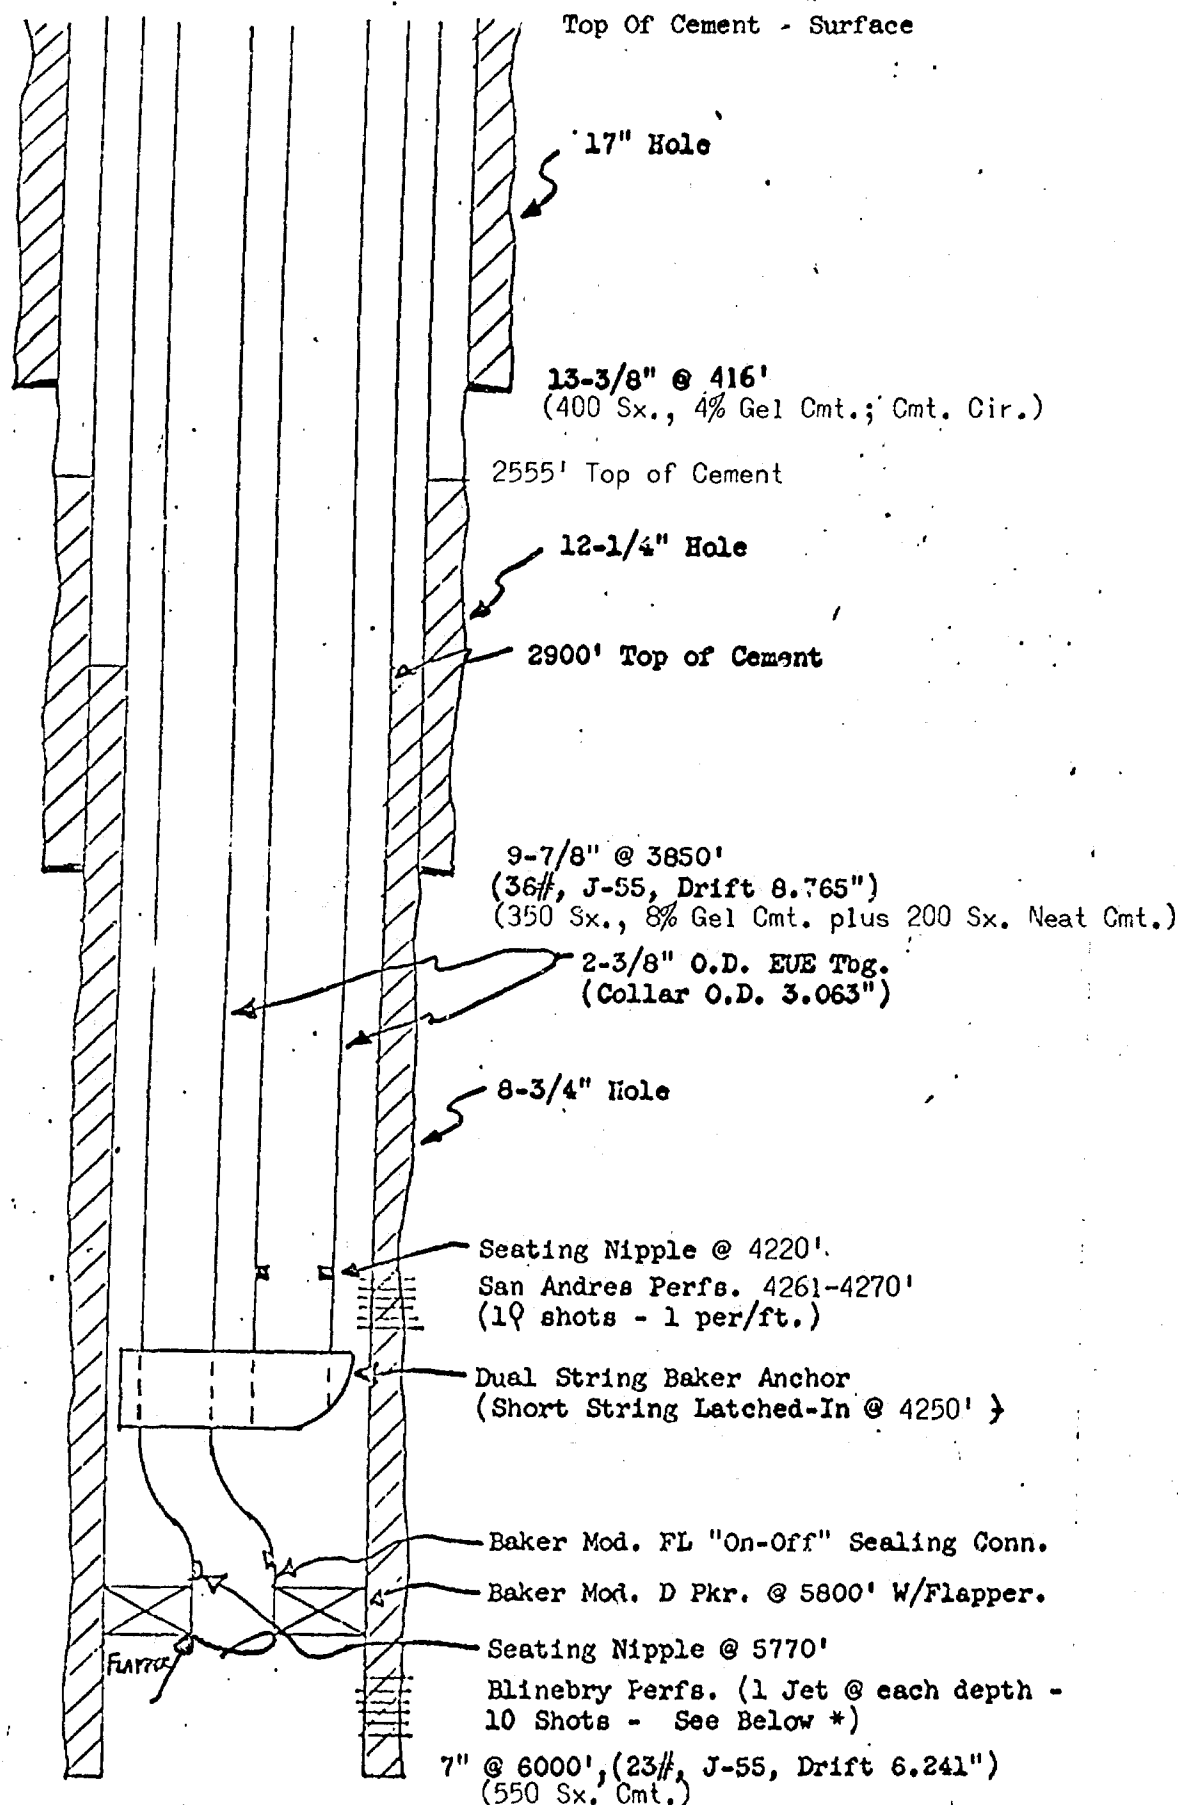 Top Of Cement - Surface
17" Hole
13-3/8" @ 416'
(400 Sx., 4% Gel Cmt.; Cmt. Cir.)
2555' Top of Cement
12-1/4" Hole
2900' Top of Cement
9-7/8" @ 3850'
(36#, J-55, Drift 8.765")
(350 Sx., 8% Gel Cmt. plus 200 Sx. Neat Cmt.)
2-3/8" O.D. EUE Tbg.
(Collar O.D. 3.063")
8-3/4" Hole
Seating Nipple @ 4220'
San Andres Perfs. 4261-4270'
(10 shots - 1 per/ft.)
Dual String Baker Anchor
(Short String Latched-In @ 4250' )
Baker Mod. FL "On-Off" Sealing Conn.
Baker Mod. D Pkr. @ 5800' W/Flapper.
Seating Nipple @ 5770'
FLAPPER
Blinebry Perfs. (1 Jet @ each depth -
10 Shots - See Below *)
7" @ 6000', (23#, J-55, Drift 6.241")
(550 Sx. Cmt.)